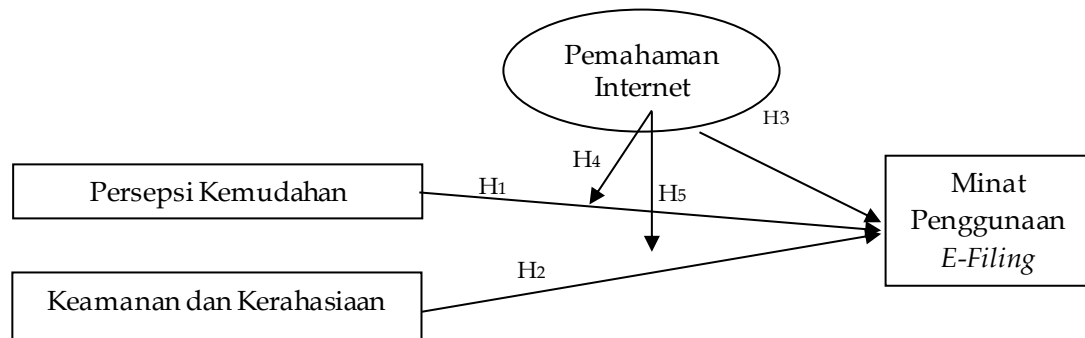 Pemahaman
Internet
H3
H4
Persepsi Kemudahan
H1
H5
Minat
Penggunaan
E-Filing
H2
Keamanan dan Kerahasiaan